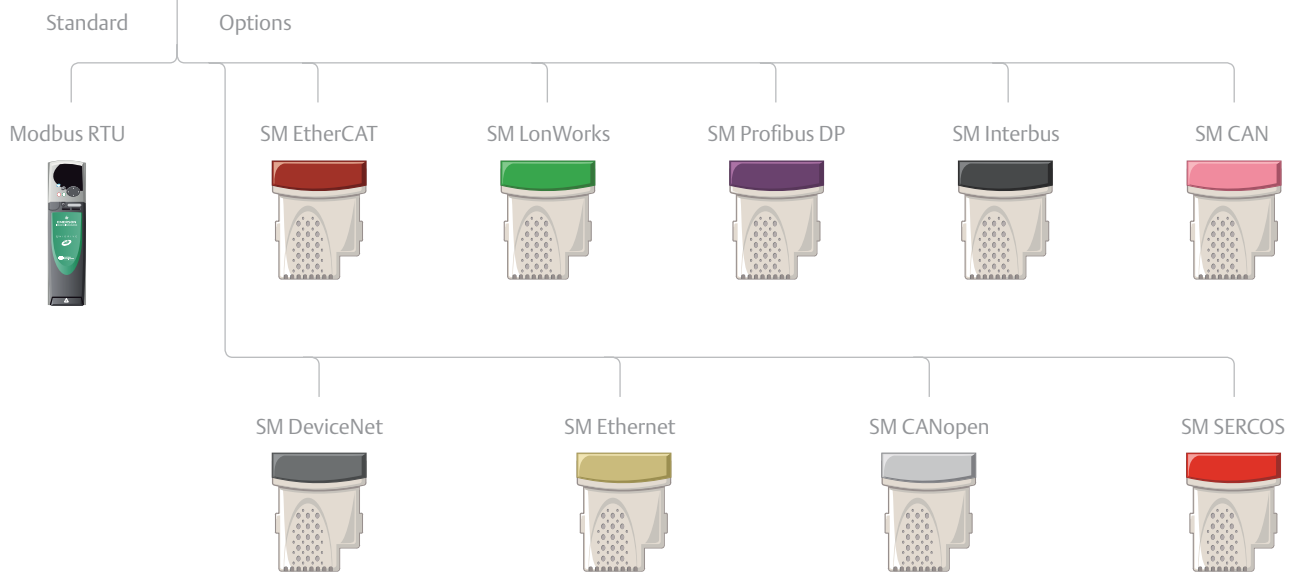 Standard
Options
Modbus RTU
SM EtherCAT
SM LonWorks
SM Profibus DP
SM Interbus
SM CAN
SM DeviceNet
SM Ethernet
SM CANopen
SM SERCOS